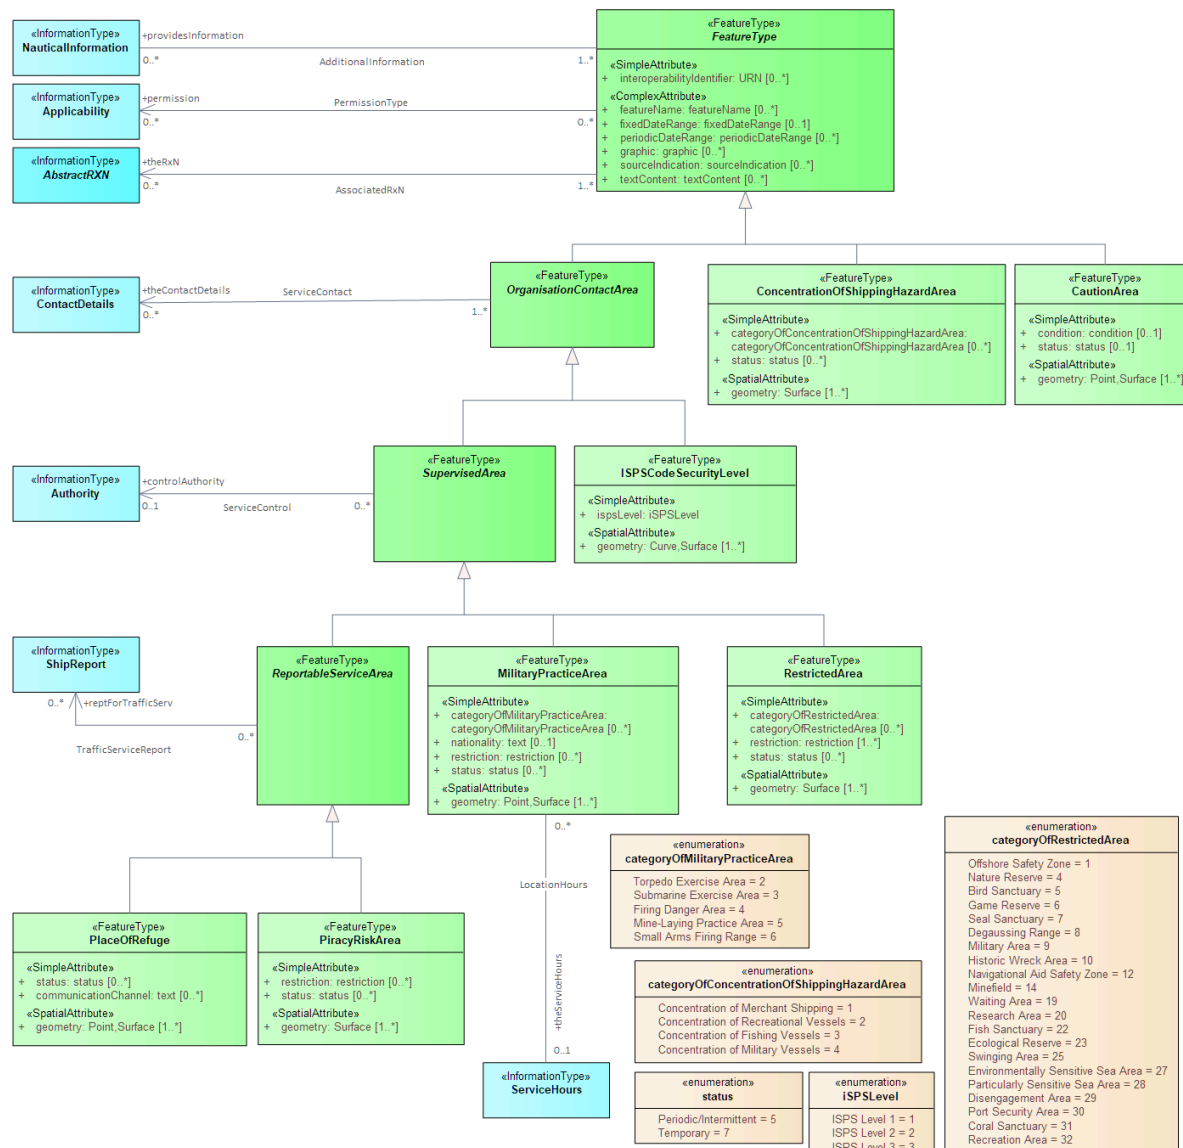 «InformationType»
NauticalInformation
+providesInformation
0..*
AdditionalInformation
1..*
«InformationType»
Applicability
+permission
0..*
PermissionType
0..*
«InformationType»
AbstractRXN
+theRxN
0..*
AssociatedRxN
1..*
«FeatureType»
FeatureType
«SimpleAttribute»
+ interoperabilityIdentifier: URN [0..*]
«ComplexAttribute»
+ featureName: featureName [0..*]
+ fixedDateRange: fixedDateRange [0..1]
+ periodicDateRange: periodicDateRange [0..*]
+ graphic: graphic [0..*]
+ sourceIndication: sourceIndication [0..*]
+ textContent: textContent [0..*]
«InformationType»
ContactDetails
+theContactDetails
0..*
ServiceContact
1..*
«FeatureType»
OrganisationContactArea
«FeatureType»
ConcentrationOfShippingHazardArea
«SimpleAttribute»
+ categoryOfConcentrationOfShippingHazardArea:
categoryOfConcentrationOfShippingHazardArea [0..*]
+ status: status [0..*]
«SpatialAttribute»
+ geometry: Surface [1..*]
«FeatureType»
CautionArea
«SimpleAttribute»
+ condition: condition [0..1]
+ status: status [0..1]
«SpatialAttribute»
+ geometry: Point,Surface [1..*]
«InformationType»
Authority
+controlAuthority
0..1
ServiceControl
0..*
«FeatureType»
SupervisedArea
«FeatureType»
ISPSCodeSecurityLevel
«SimpleAttribute»
+ ispsLevel: iSPSLevel
«SpatialAttribute»
+ geometry: Curve,Surface [1..*]
«InformationType»
ShipReport
0..*
+reptForTrafficServ
TrafficServiceReport
0..*
«FeatureType»
ReportableServiceArea
«FeatureType»
MilitaryPracticeArea
«SimpleAttribute»
+ categoryOfMilitaryPracticeArea:
categoryOfMilitaryPracticeArea [0..*]
+ nationality: text [0..1]
+ restriction: restriction [0..*]
+ status: status [0..*]
«SpatialAttribute»
+ geometry: Point,Surface [1..*]
«FeatureType»
RestrictedArea
«SimpleAttribute»
+ categoryOfRestrictedArea:
categoryOfRestrictedArea [0..*]
+ restriction: restriction [1..*]
+ status: status [0..*]
«SpatialAttribute»
+ geometry: Surface [1..*]
«FeatureType»
PlaceOfRefuge
«SimpleAttribute»
+ status: status [0..*]
+ communicationChannel: text [0..*]
«SpatialAttribute»
+ geometry: Point,Surface [1..*]
«FeatureType»
PiracyRiskArea
«SimpleAttribute»
+ restriction: restriction [0..*]
+ status: status [0..*]
«SpatialAttribute»
+ geometry: Surface [1..*]
0..*
LocationHours
+theServiceHours
0..1
«InformationType»
ServiceHours
«enumeration»
categoryOfMilitaryPracticeArea
Torpedo Exercise Area = 2
Submarine Exercise Area = 3
Firing Danger Area = 4
Mine-Laying Practice Area = 5
Small Arms Firing Range = 6
«enumeration»
categoryOfConcentrationOfShippingHazardArea
Concentration of Merchant Shipping = 1
Concentration of Recreational Vessels = 2
Concentration of Fishing Vessels = 3
Concentration of Military Vessels = 4
«enumeration»
status
Periodic/Intermittent = 5
Temporary = 7
«enumeration»
iSPSLevel
ISPS Level 1 = 1
ISPS Level 2 = 2
ISPS Level 3 = 3
«enumeration»
categoryOfRestrictedArea
Offshore Safety Zone = 1
Nature Reserve = 4
Bird Sanctuary = 5
Game Reserve = 6
Seal Sanctuary = 7
Degaussing Range = 8
Military Area = 9
Historic Wreck Area = 10
Navigational Aid Safety Zone = 12
Minefield = 14
Waiting Area = 19
Research Area = 20
Fish Sanctuary = 22
Ecological Reserve = 23
Swinging Area = 25
Environmentally Sensitive Sea Area = 27
Particularly Sensitive Sea Area = 28
Disengagement Area = 29
Port Security Area = 30
Coral Sanctuary = 31
Recreation Area = 32